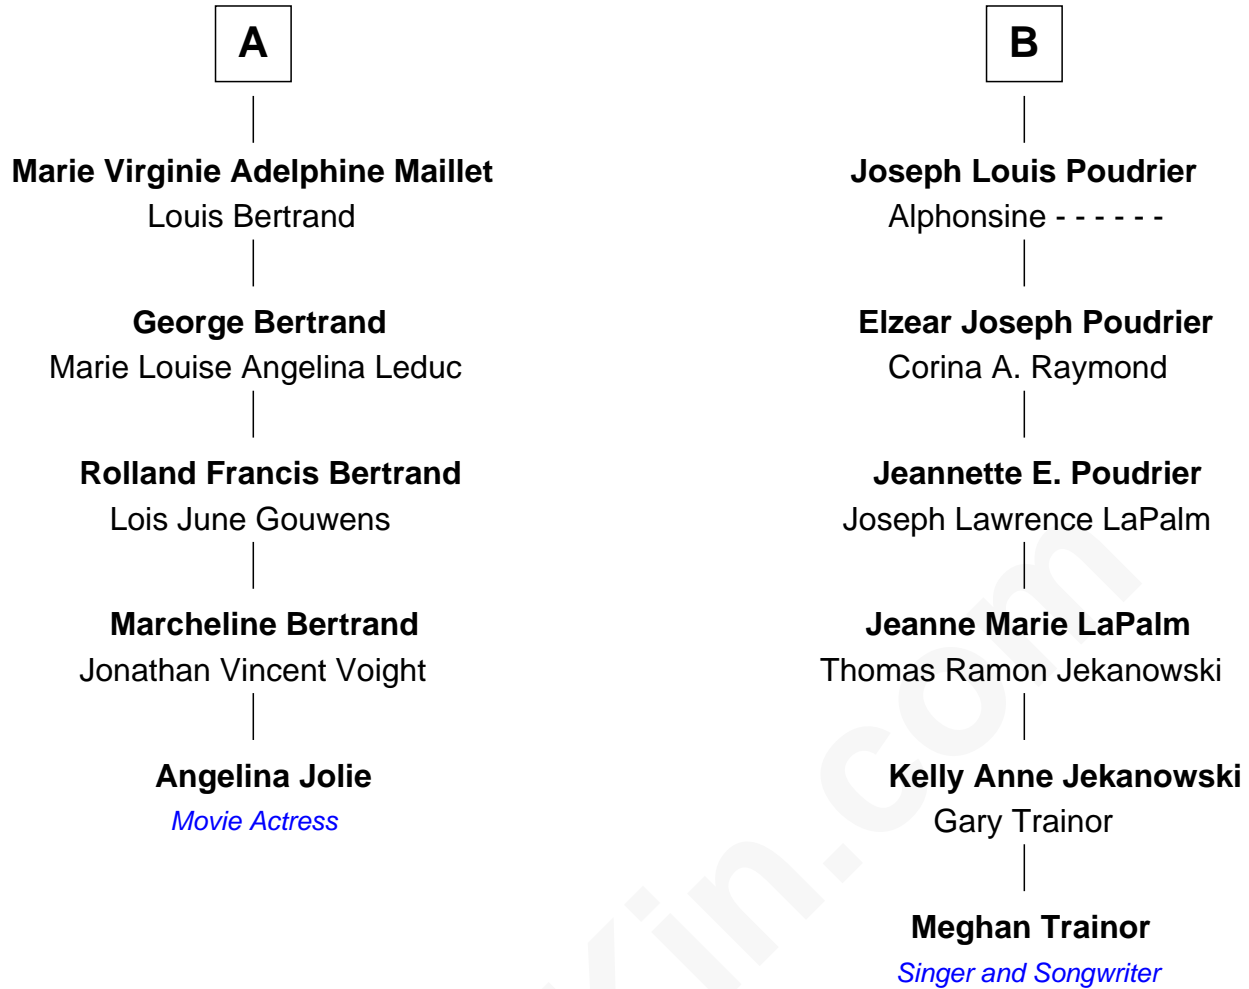 A
Marie Virginie Adelphine Maillet
Louis Bertrand
George Bertrand
Marie Louise Angelina Leduc
Rolland Francis Bertrand
Lois June Gouwens
Marcheline Bertrand
Jonathan Vincent Voight
Angelina Jolie
Movie Actress
B
Joseph Louis Poudrier
Alphonsine - - - - - -
Elzear Joseph Poudrier
Corina A. Raymond
Jeannette E. Poudrier
Joseph Lawrence LaPalm
Jeanne Marie LaPalm
Thomas Ramon Jekanowski
Kelly Anne Jekanowski
Gary Trainor
Meghan Trainor
Singer and Songwriter
Kin.com